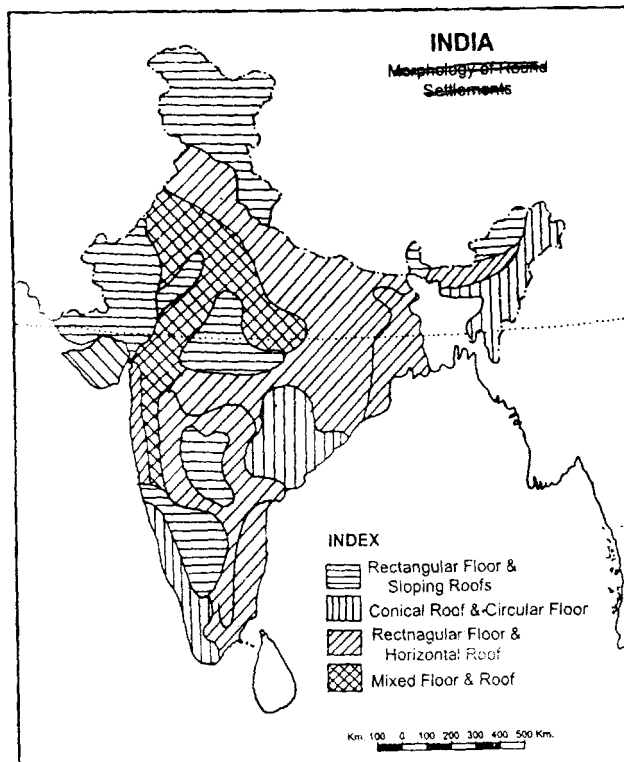 INDIA
Morphology of Round
Settlements
INDEX
Rectangular Floor &
Sloping Roofs
Conical Roof & Circular Floor
Rectnagular Floor &
Horizontal Roof
Mixed Floor & Roof
Km. 100 0 100 200 300 400 500 Km.